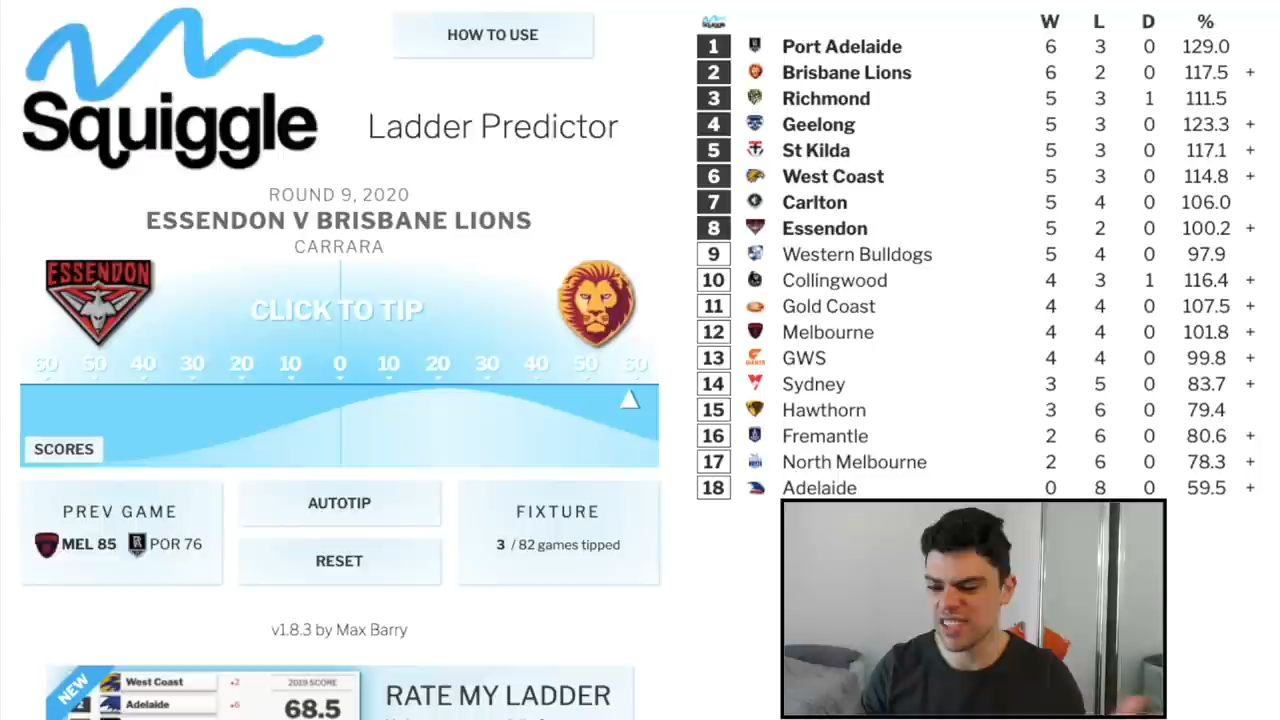 HOW TO USE
Squiggle
Ladder Predictor
ROUND 9, 2020
ESSENDON V BRISBANE LIONS
CARRARA
ESSENDON
CLICK TO TIP
60 50 40 30 20 10 0 10 20 30 40 50 60
SCORES
PREV GAME
MEL 85 POR 76
AUTOTIP
RESET
FIXTURE
3 / 82 games tipped
v1.8.3 by Max Barry
NEW
West Coast 2
Adelaide 6
2019 SCORE
68.5
RATE MY LADDER
Squiggle W L D %
1 Port Adelaide 6 3 0 129.0
2 Brisbane Lions 6 2 0 117.5 +
3 Richmond 5 3 1 111.5
4 Geelong 5 3 0 123.3 +
5 St Kilda 5 3 0 117.1 +
6 West Coast 5 3 0 114.8 +
7 Carlton 5 4 0 106.0
8 Essendon 5 2 0 100.2 +
9 Western Bulldogs 5 4 0 97.9
10 Collingwood 4 3 1 116.4 +
11 Gold Coast 4 4 0 107.5 +
12 Melbourne 4 4 0 101.8 +
13 GWS 4 4 0 99.8 +
14 Sydney 3 5 0 83.7 +
15 Hawthorn 3 6 0 79.4
16 Fremantle 2 6 0 80.6 +
17 North Melbourne 2 6 0 78.3 +
18 Adelaide 0 8 0 59.5 +